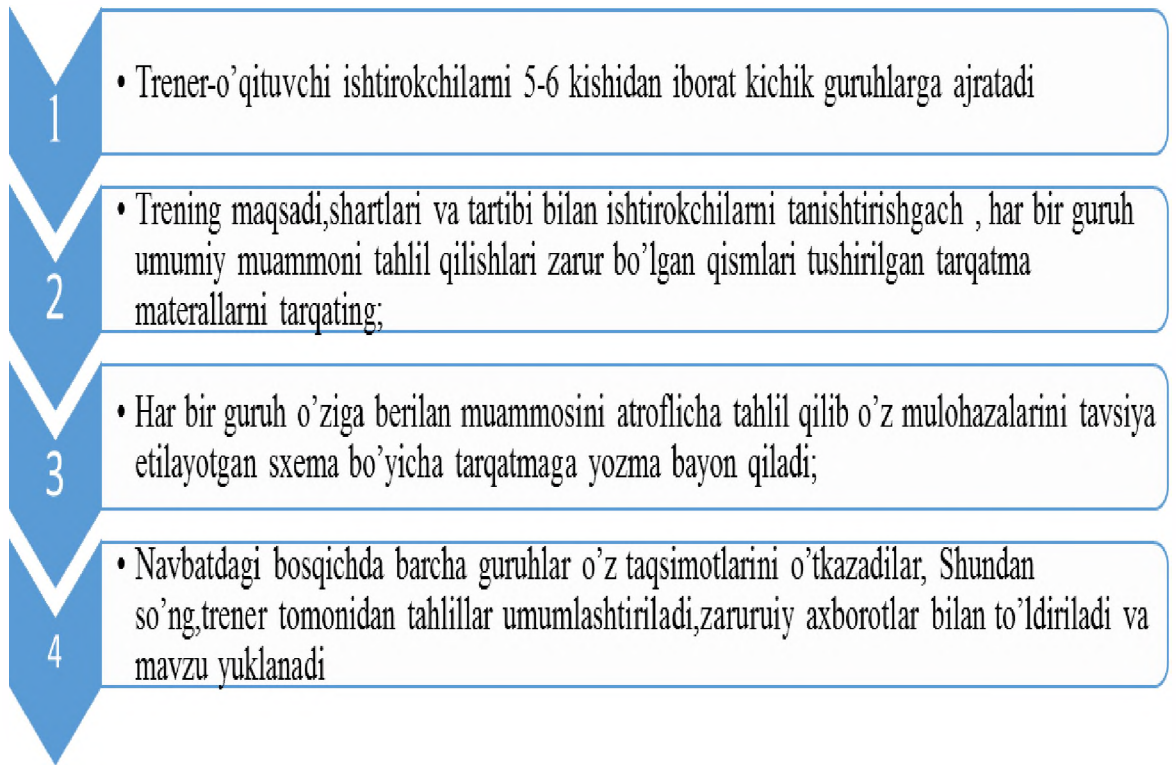 1
• Trener-o’qituvchi ishtirokchilarni 5-6 kishidan iborat kichik guruhlarga ajratadi
2
• Trening maqsadi,shartlari va tartibi bilan ishtirokchilarni tanishtirishgach , har bir guruh
umumiy muammoni tahlil qilishlari zarur bo’lgan qismlari tushirilgan tarqatma
materallarni tarqating;
3
• Har bir guruh o’ziga berilan muammosini atroflicha tahlil qilib o’z mulohazalarini tavsiya
etilayotgan sxema bo’yicha tarqatmaga yozma bayon qiladi;
4
• Navbatdagi bosqichda barcha guruhlar o’z taqsimotlarini o’tkazadilar, Shundan
so’ng,trener tomonidan tahlillar umumlashtiriladi,zaruruiy axborotlar bilan to’ldiriladi va
mavzu yuklanadi